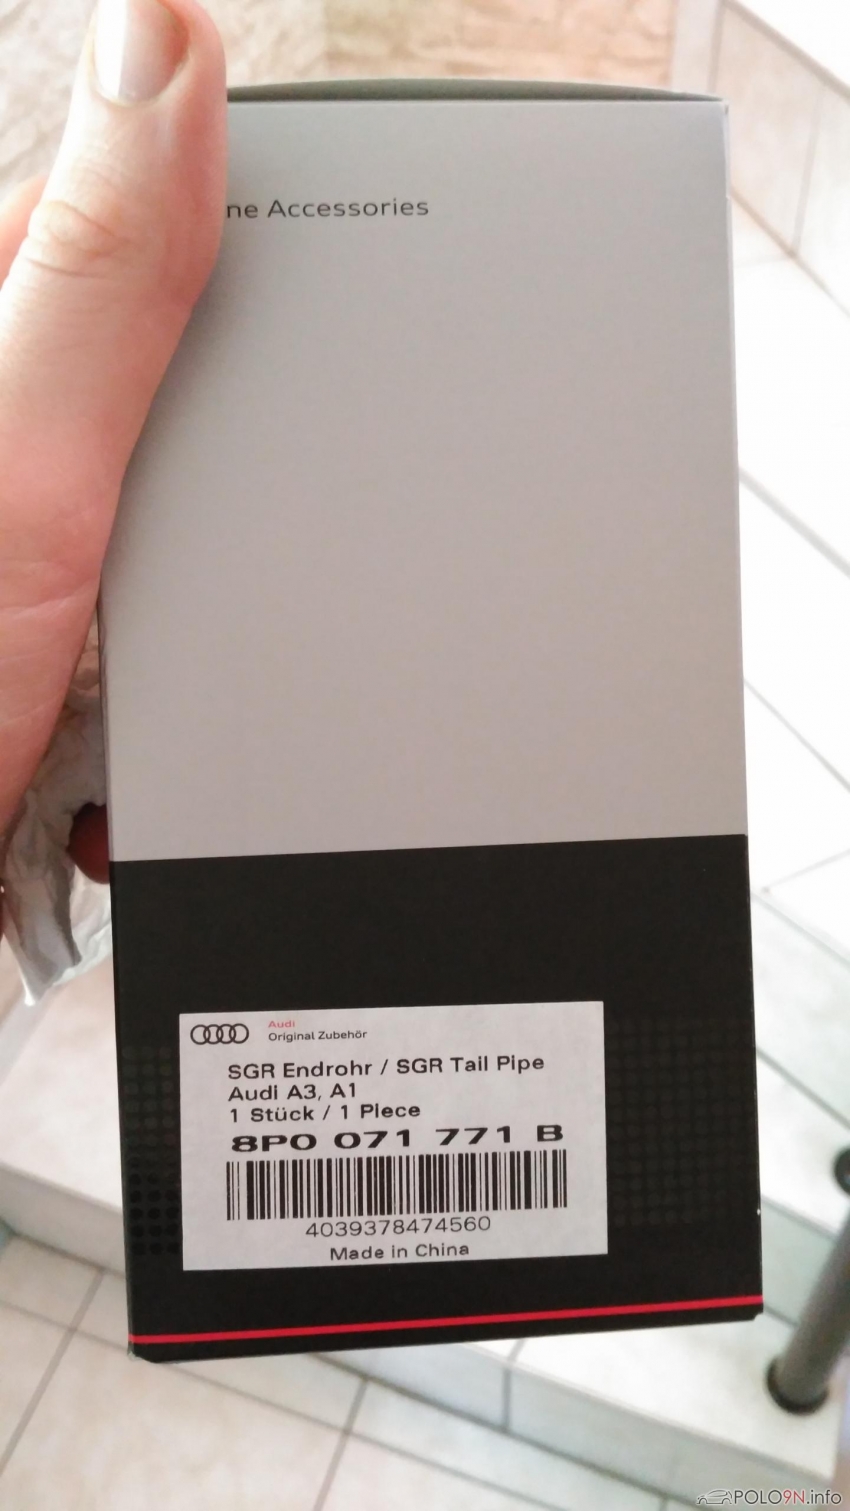 ne Accessories
Audi
Original Zubehör
SGR Endrohr / SGR Tail Pipe
Audi A3, A1
1 Stück / 1 Piece
8P0 071 771 B
4039378474560
Made in China
POLO9N.info